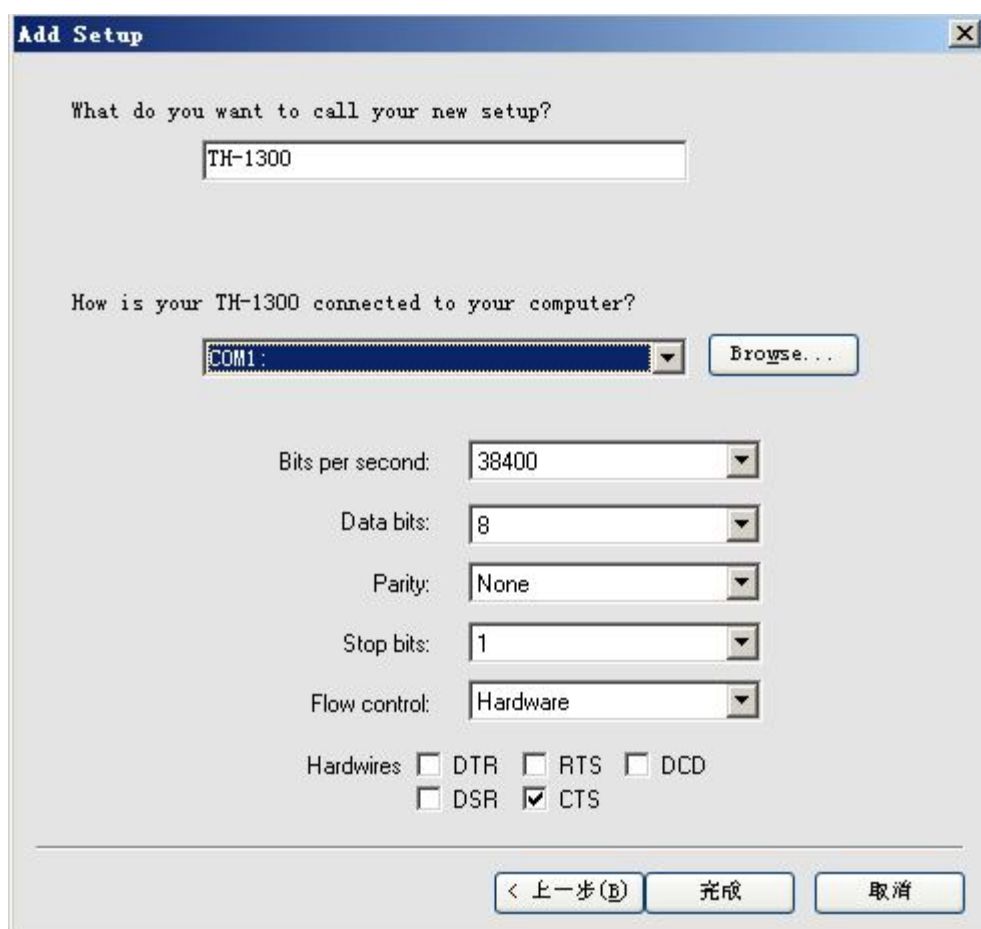 Add Setup
What do you want to call your new setup?
TH-1300
How is your TH-1300 connected to your computer?
COM1:
Browse...
Bits per second: 38400
Data bits: 8
Parity: None
Stop bits: 1
Flow control: Hardware
Hardwires DTR RTS DCD
DSR CTS
< 上一步(B) 完成 取消